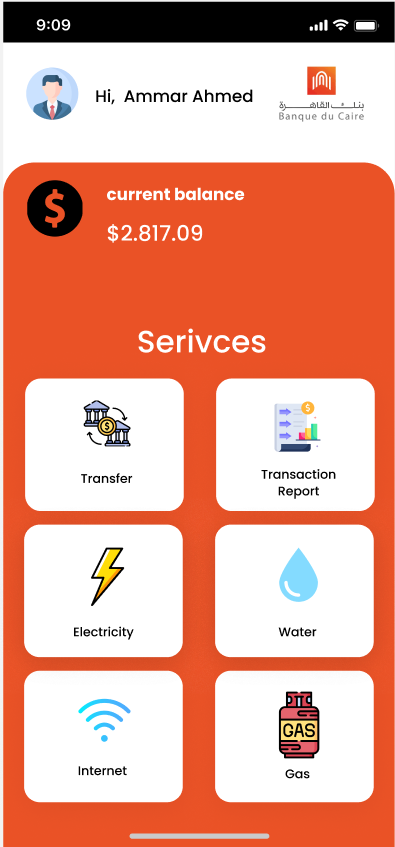 9:09
Hi, Ammar Ahmed
بنك القاهرة
Banque du Caire
current balance
$2.817.09
Serivces
Transfer
Transaction
Report
Electricity
Water
Internet
GAS
Gas